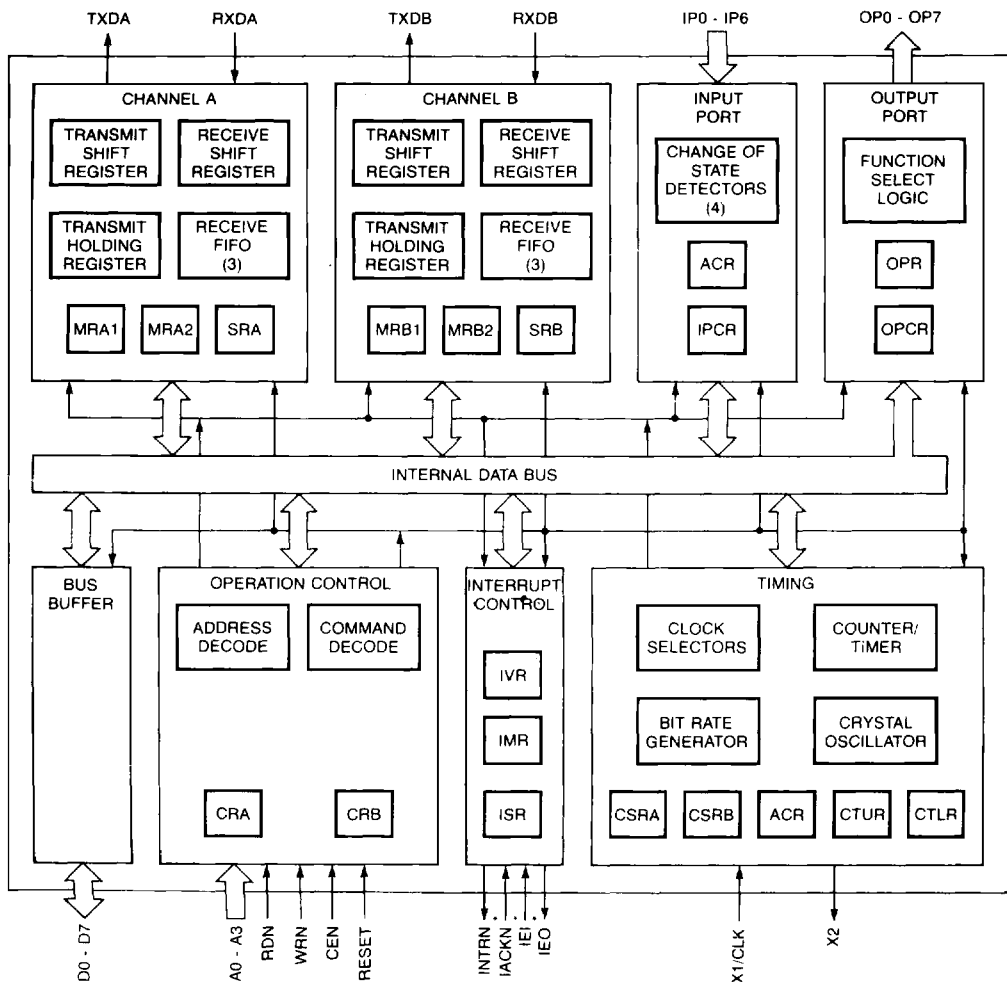 TXDA
RXDA
TXDB
RXDB
IP0 - IP6
OP0 - OP7
CHANNEL A
TRANSMIT
SHIFT
REGISTER
RECEIVE
SHIFT
REGISTER
TRANSMIT
HOLDING
REGISTER
RECEIVE
FIFO
(3)
MRA1
MRA2
SRA
CHANNEL B
TRANSMIT
SHIFT
REGISTER
RECEIVE
SHIFT
REGISTER
TRANSMIT
HOLDING
REGISTER
RECEIVE
FIFO
(3)
MRB1
MRB2
SRB
INPUT
PORT
CHANGE OF
STATE
DETECTORS
(4)
ACR
IPCR
OUTPUT
PORT
FUNCTION
SELECT
LOGIC
OPR
OPCR
INTERNAL DATA BUS
BUS
BUFFER
OPERATION CONTROL
ADDRESS
DECODE
COMMAND
DECODE
CRA
CRB
INTERRUPT
CONTROL
IVR
IMR
ISR
TIMING
CLOCK
SELECTORS
COUNTER/
TiMER
BIT RATE
GENERATOR
CRYSTAL
OSCILLATOR
CSRA
CSRB
ACR
CTUR
CTLR
D0 - D7
A0 - A3
RDN
WRN
CEN
RESET
INTRN
IACKN
IEI
IEO
X1/CLK
X2